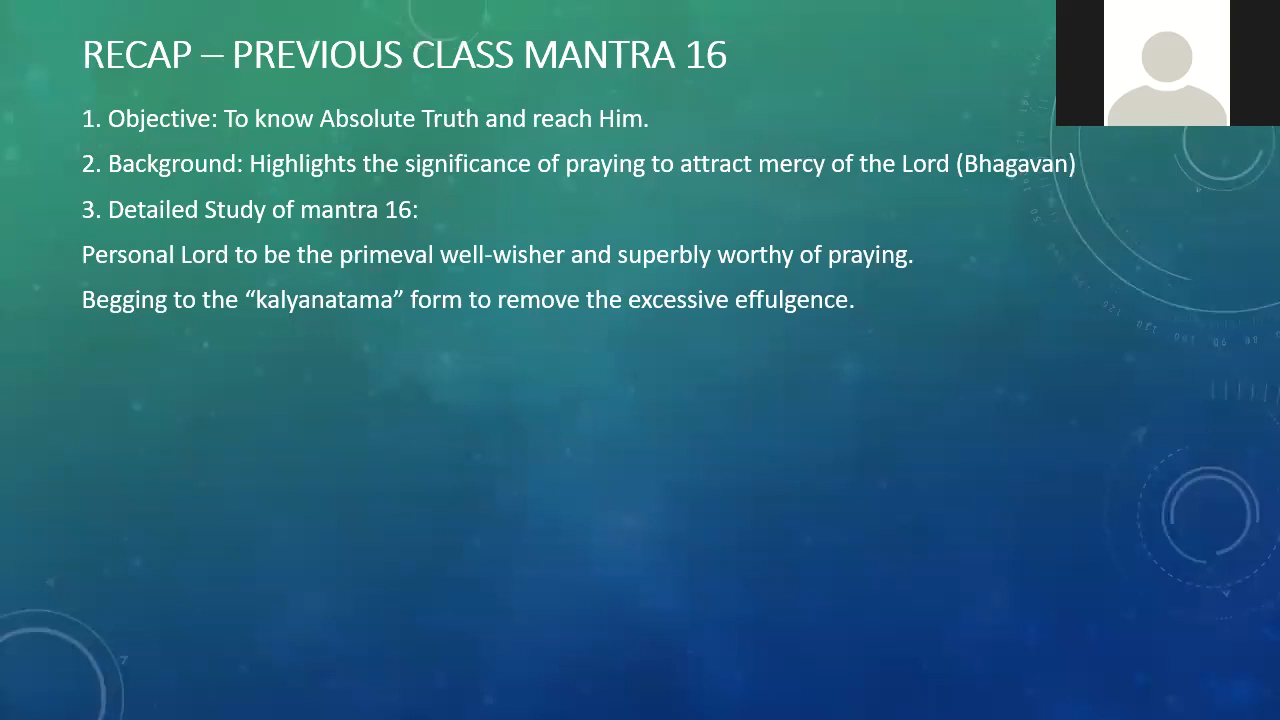 RECAP – PREVIOUS CLASS MANTRA 16
1. Objective: To know Absolute Truth and reach Him.
2. Background: Highlights the significance of praying to attract mercy of the Lord (Bhagavan)
3. Detailed Study of mantra 16:
Personal Lord to be the primeval well-wisher and superbly worthy of praying.
Begging to the “kalyanatama” form to remove the excessive effulgence.